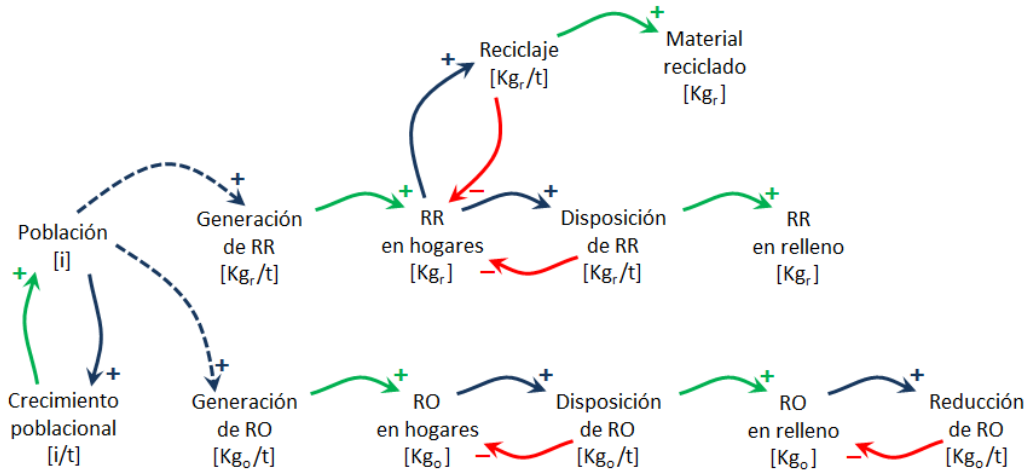 Reciclaje
[Kgr/t]
Material
reciclado
[Kgr]
Población
[i]
Generación
de RR
[Kgr/t]
RR
en hogares
[Kgr]
Disposición
de RR
[Kgr/t]
RR
en relleno
[Kgr]
Crecimiento
poblacional
[i/t]
Generación
de RO
[Kgo/t]
RO
en hogares
[Kgo]
Disposición
de RO
[Kgo/t]
RO
en relleno
[Kgo]
Reducción
de RO
[Kgo/t]